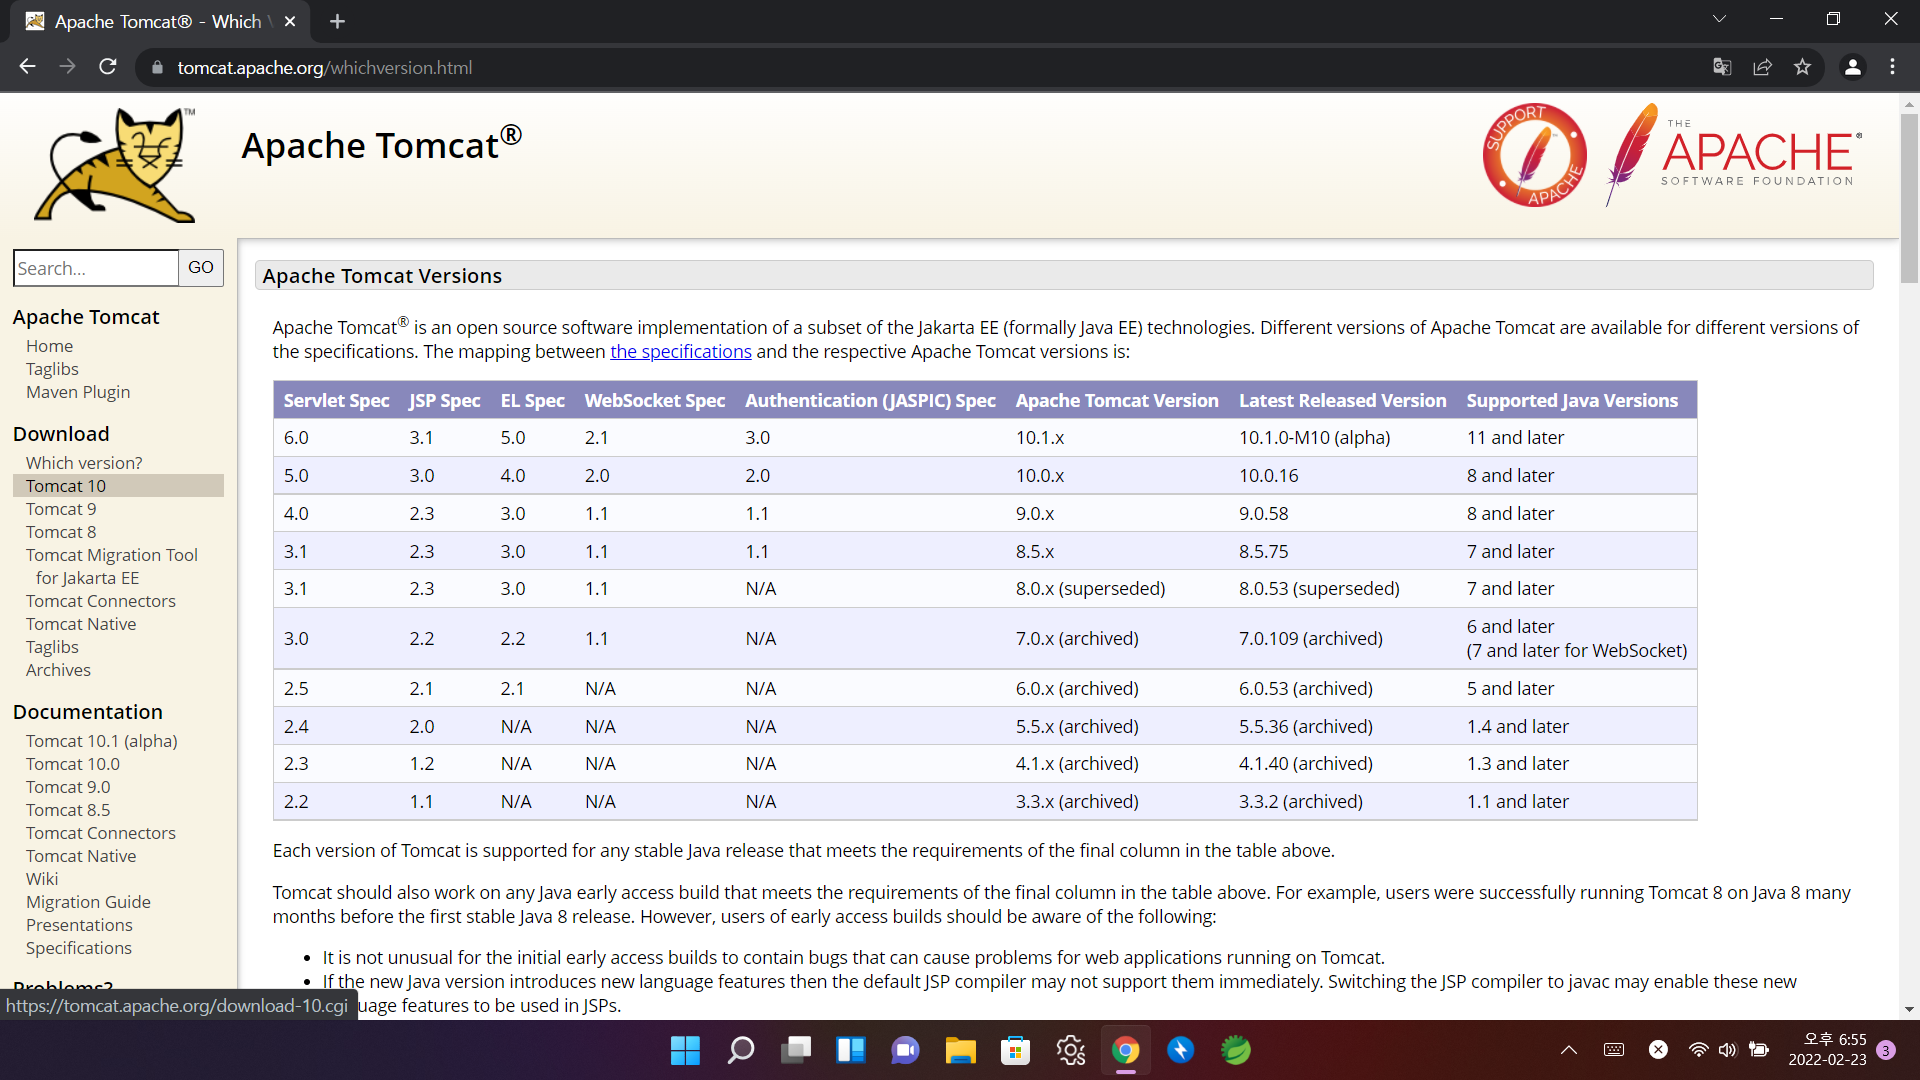 Apache Tomcat® - Which
tomcat.apache.org/whichversion.html
TM
Apache Tomcat®
SUPPORT APACHE
THE
APACHE®
SOFTWARE FOUNDATION
Search...
GO
Apache Tomcat
Home
Taglibs
Maven Plugin
Download
Which version?
Tomcat 10
Tomcat 9
Tomcat 8
Tomcat Migration Tool
for Jakarta EE
Tomcat Connectors
Tomcat Native
Taglibs
Archives
Documentation
Tomcat 10.1 (alpha)
Tomcat 10.0
Tomcat 9.0
Tomcat 8.5
Tomcat Connectors
Tomcat Native
Wiki
Migration Guide
Presentations
Specifications
Problems?
https://tomcat.apache.org/download-10.cgi
Apache Tomcat Versions
Apache Tomcat® is an open source software implementation of a subset of the Jakarta EE (formally Java EE) technologies. Different versions of Apache Tomcat are available for different versions of
the specifications. The mapping between the specifications and the respective Apache Tomcat versions is:
Servlet Spec JSP Spec EL Spec WebSocket Spec Authentication (JASPIC) Spec Apache Tomcat Version Latest Released Version Supported Java Versions
6.0 3.1 5.0 2.1 3.0 10.1.x 10.1.0-M10 (alpha) 11 and later
5.0 3.0 4.0 2.0 2.0 10.0.x 10.0.16 8 and later
4.0 2.3 3.0 1.1 1.1 9.0.x 9.0.58 8 and later
3.1 2.3 3.0 1.1 1.1 8.5.x 8.5.75 7 and later
3.1 2.3 3.0 1.1 N/A 8.0.x (superseded) 8.0.53 (superseded) 7 and later
3.0 2.2 2.2 1.1 N/A 7.0.x (archived) 7.0.109 (archived) 6 and later
(7 and later for WebSocket)
2.5 2.1 2.1 N/A N/A 6.0.x (archived) 6.0.53 (archived) 5 and later
2.4 2.0 N/A N/A N/A 5.5.x (archived) 5.5.36 (archived) 1.4 and later
2.3 1.2 N/A N/A N/A 4.1.x (archived) 4.1.40 (archived) 1.3 and later
2.2 1.1 N/A N/A N/A 3.3.x (archived) 3.3.2 (archived) 1.1 and later
Each version of Tomcat is supported for any stable Java release that meets the requirements of the final column in the table above.
Tomcat should also work on any Java early access build that meets the requirements of the final column in the table above. For example, users were successfully running Tomcat 8 on Java 8 many
months before the first stable Java 8 release. However, users of early access builds should be aware of the following:
• It is not unusual for the initial early access builds to contain bugs that can cause problems for web applications running on Tomcat.
• If the new Java version introduces new language features then the default JSP compiler may not support them immediately. Switching the JSP compiler to javac may enable these new
uage features to be used in JSPs.
오후 6:55
2022-02-23
3